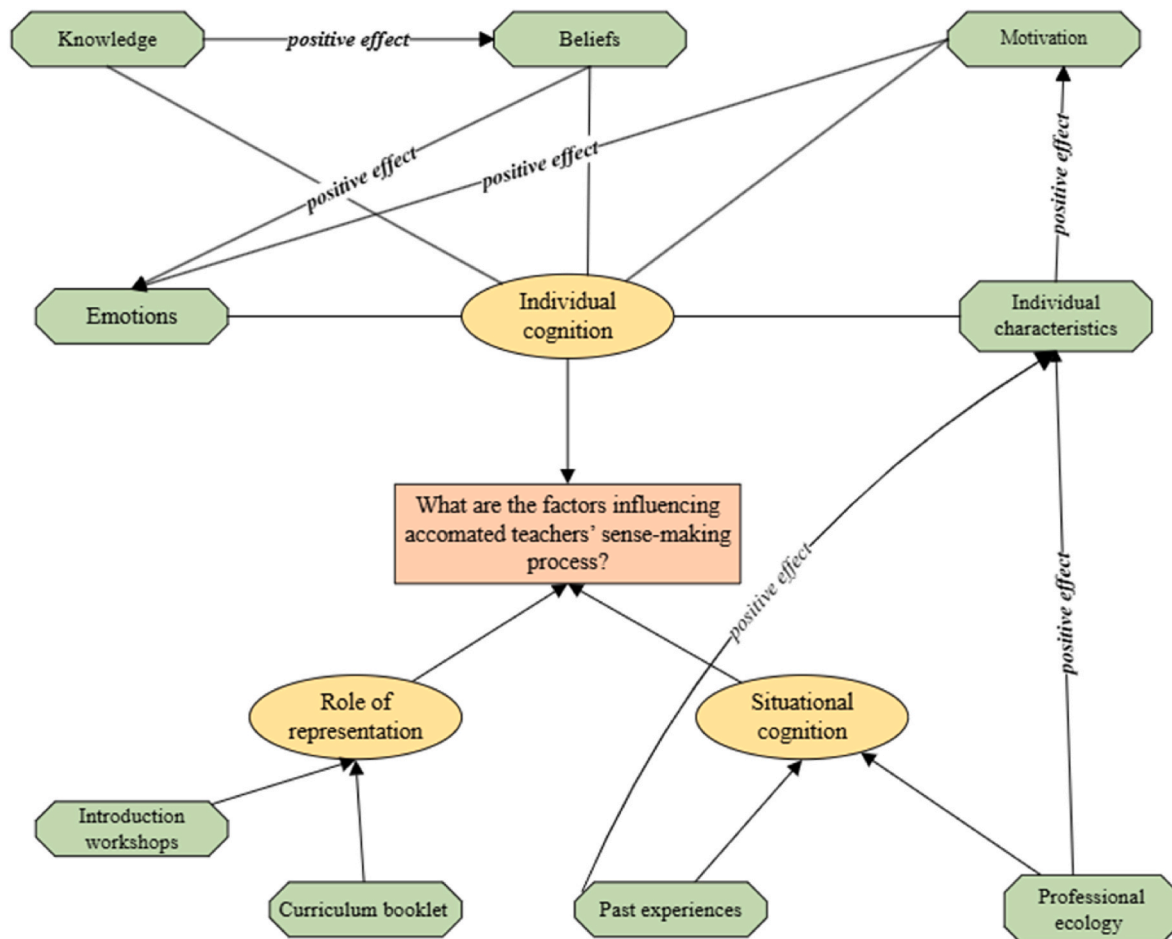 Knowledge
positive effect
Beliefs
Motivation
positive effect
positive effect
positive effect
Emotions
Individual
cognition
Individual
characteristics
What are the factors influencing
accomated teachers’ sense-making
process?
positive effect
positive effect
Role of
representation
Situational
cognition
Introduction
workshops
Curriculum booklet
Past experiences
Professional
ecology